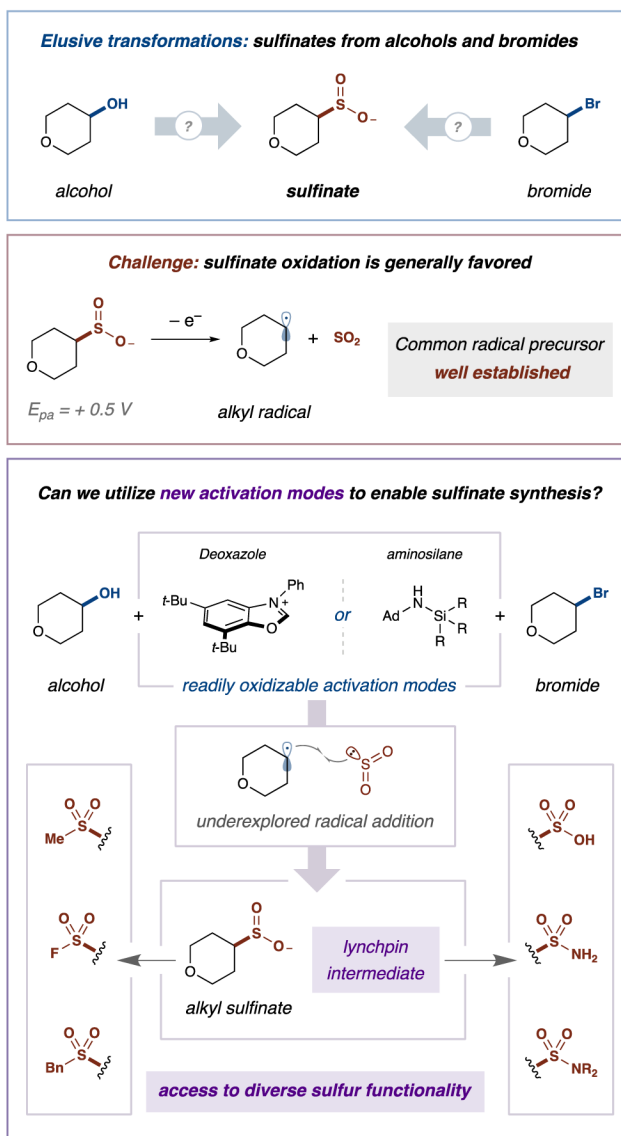 Elusive transformations: sulfinates from alcohols and bromides
OH
O
alcohol
?
O
S
O–
O
sulfinate
?
Br
O
bromide
Challenge: sulfinate oxidation is generally favored
O
S
O–
O
Epa = + 0.5 V
– e–
O
alkyl radical
+
SO2
Common radical precursor
well established
Can we utilize new activation modes to enable sulfinate synthesis?
OH
O
alcohol
+
Deoxazole
t-Bu
Ph
N
+
O
t-Bu
or
aminosilane
H
N
Ad
Si
R
R
R
readily oxidizable activation modes
+
Br
O
bromide
O
S
O
O
underexplored radical addition
O
O
S
Me
O
O
S
F
O
O
S
Bn
O
S
O–
O
alkyl sulfinate
lynchpin
intermediate
O
O
S
OH
O
O
S
NH2
O
O
S
NR2
access to diverse sulfur functionality